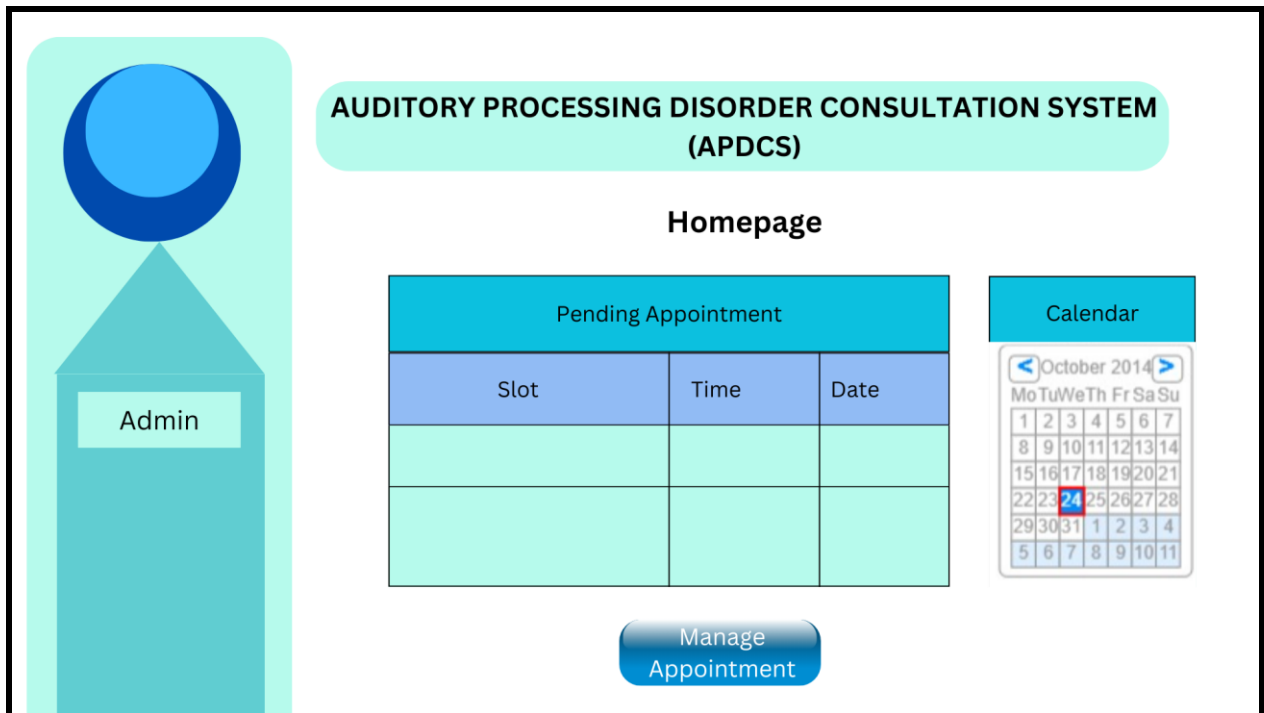 AUDITORY PROCESSING DISORDER CONSULTATION SYSTEM
(APDCS)
Homepage
Admin
Pending Appointment
Slot Time Date
Calendar
< October 2014 >
Mo Tu We Th Fr Sa Su
1 2 3 4 5 6 7
8 9 10 11 12 13 14
15 16 17 18 19 20 21
22 23 24 25 26 27 28
29 30 31 1 2 3 4
5 6 7 8 9 10 11
Manage
Appointment